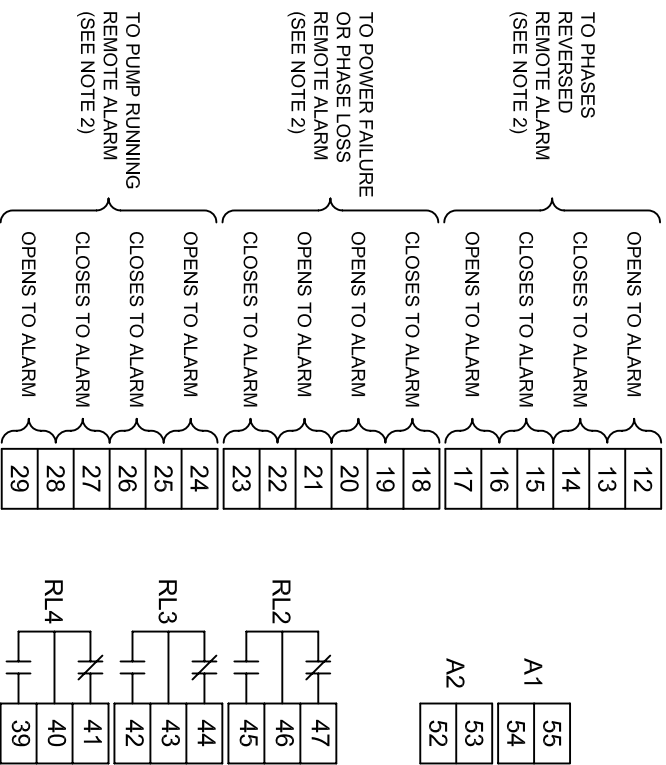 TO PHASES
REVERSED
REMOTE ALARM
(SEE NOTE 2)
OPENS TO ALARM
CLOSES TO ALARM
CLOSES TO ALARM
OPENS TO ALARM
12
13
14
15
16
17
TO POWER FAILURE
OR PHASE LOSS
REMOTE ALARM
(SEE NOTE 2)
CLOSES TO ALARM
OPENS TO ALARM
OPENS TO ALARM
CLOSES TO ALARM
18
19
20
21
22
23
TO PUMP RUNNING
REMOTE ALARM
(SEE NOTE 2)
OPENS TO ALARM
CLOSES TO ALARM
CLOSES TO ALARM
OPENS TO ALARM
24
25
26
27
28
29
A1
55
54
A2
53
52
RL2
47
46
45
RL3
44
43
42
RL4
41
40
39